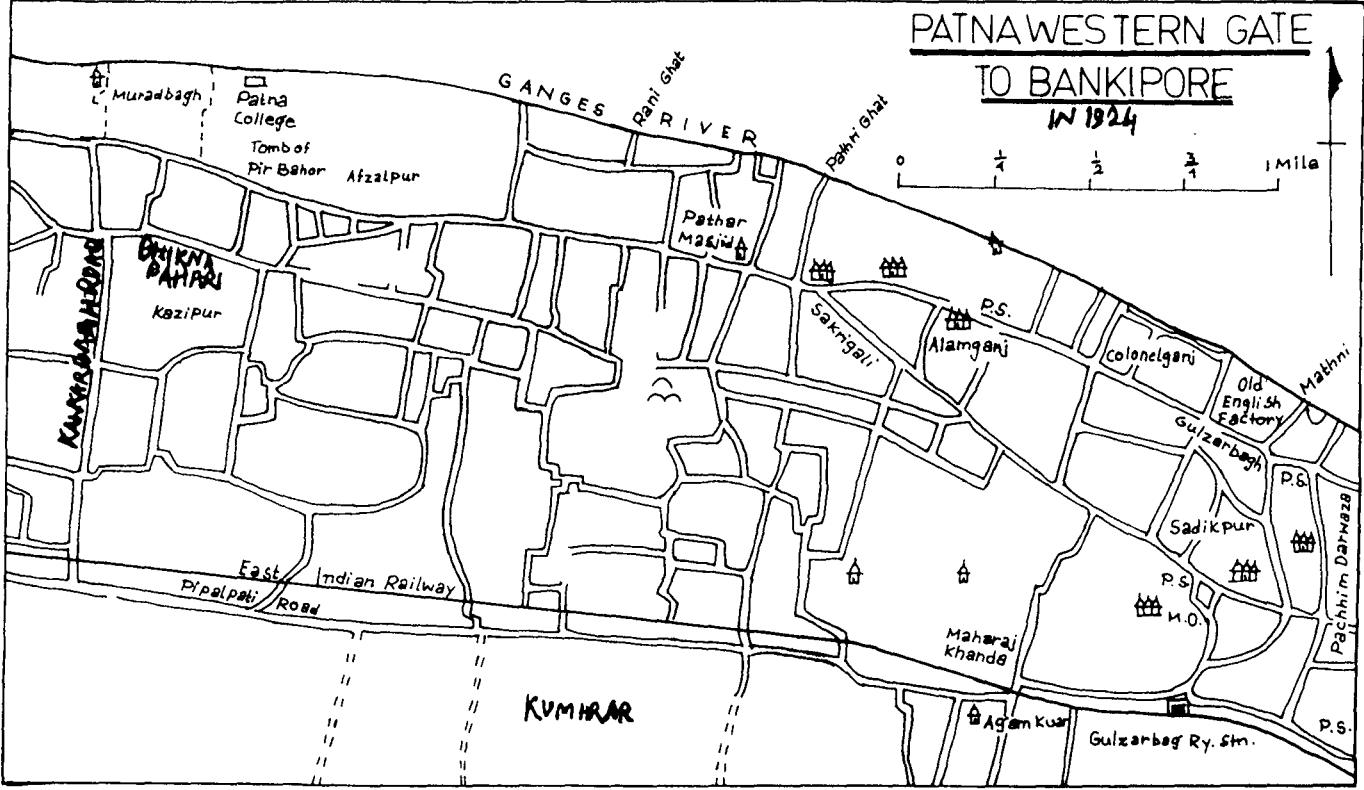 PATNA WESTERN GATE
TO BANKIPORE
IN 1924
0 1/4 1/2 3/4 1 Mile
GANGES RIVER
Rani Ghat
Pathri Ghat
Muradbagh
Patna
College
Tomb of
Pir Bahor
Afzalpur
Pathar
Masjid
BHIKNA
PAHARI
Kazipur
Sakrigali
P.S.
Alamganj
Colonelganj
Old
English
Factory
Mathni
Gulzarbagh
P.S.
Sadikpur
Pachhim Darwaza
P.S.
M.O.
East Indian Railway
Pipalpati Road
Maharaj
Khanda
KUMHRAR
Agam Kuan
Gulzarbag Ry. Stn.
P.S.